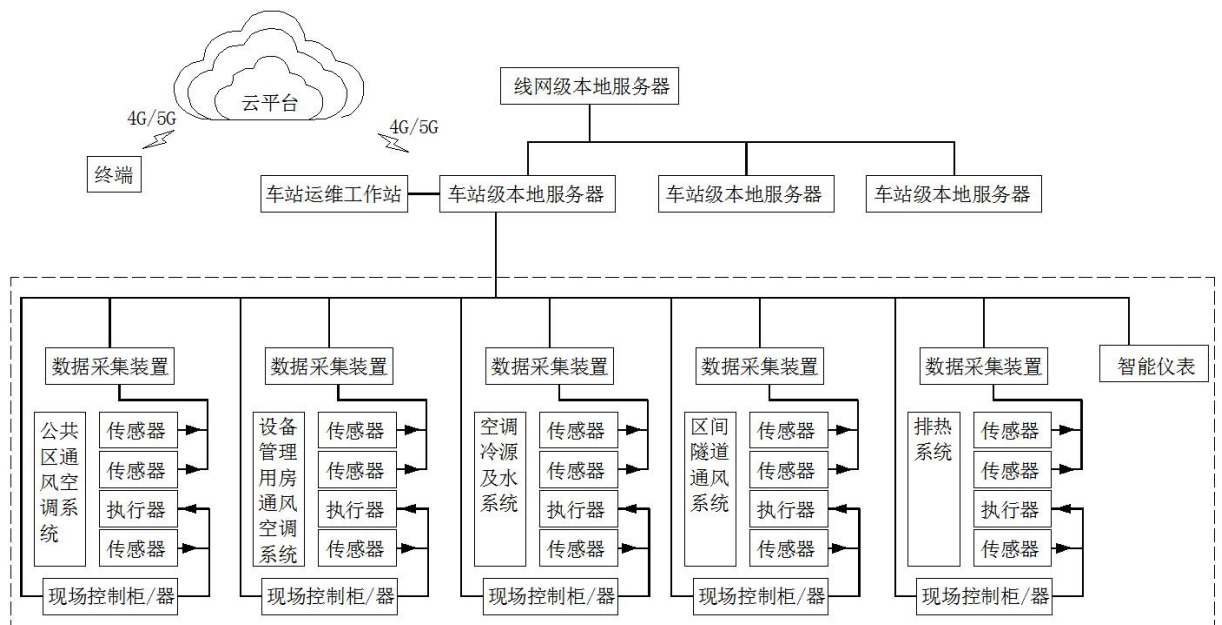 云平台
4G/5G
4G/5G
终端
线网级本地服务器
车站运维工作站
车站级本地服务器
车站级本地服务器
车站级本地服务器
数据采集装置
数据采集装置
数据采集装置
数据采集装置
数据采集装置
智能仪表
公共
区通
风空
调系
统
传感器
传感器
执行器
传感器
设备
管理
用房
通风
空调
系统
传感器
传感器
执行器
传感器
空调
冷源
及水
系统
传感器
传感器
执行器
传感器
区间
隧道
通风
系统
传感器
传感器
执行器
传感器
排热
系统
传感器
传感器
执行器
传感器
现场控制柜/器
现场控制柜/器
现场控制柜/器
现场控制柜/器
现场控制柜/器